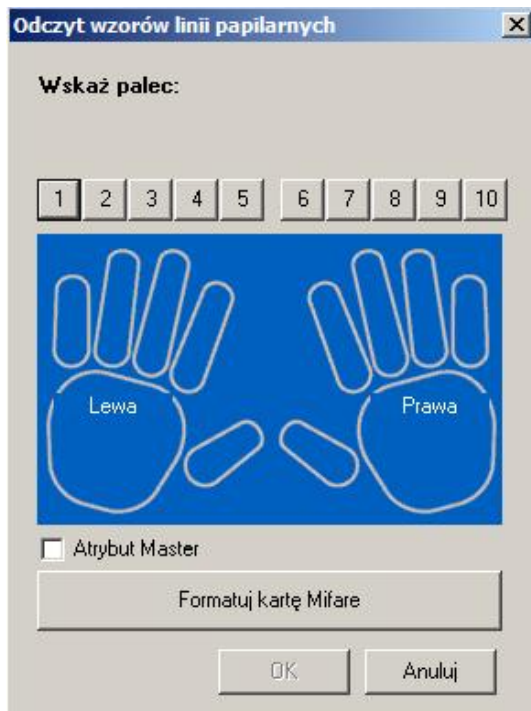 Odczyt wzorów linii papilarnych
Wskaż palec:
1 2 3 4 5 6 7 8 9 10
Lewa Prawa
Atrybut Master
Formatuj kartę Mifare
OK Anuluj